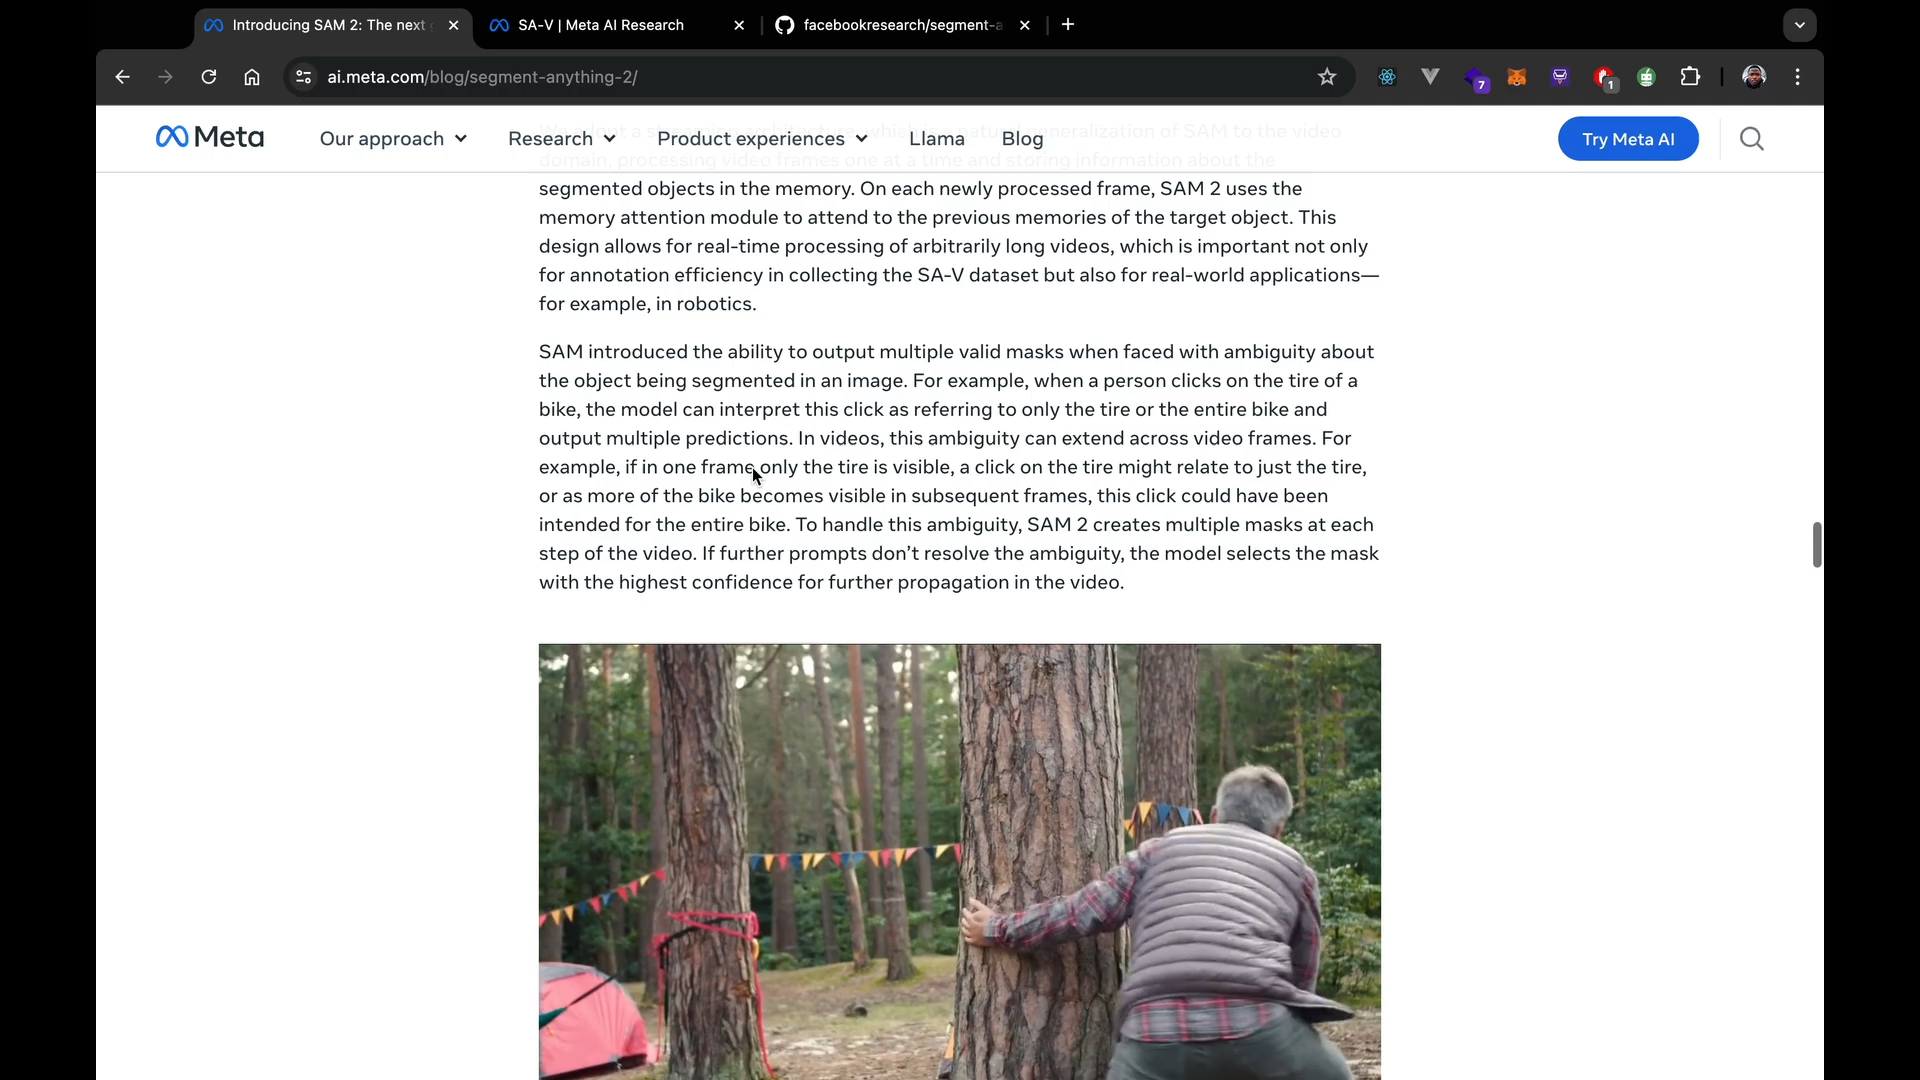 Introducing SAM 2: The next
SA-V | Meta AI Research
facebookresearch/segment-a
ai.meta.com/blog/segment-anything-2/
7
1
Meta
Our approach
Research
Product experiences
Llama
Blog
Try Meta AI
We adopt a streaming architecture, which is a natural generalization of SAM to the video
domain, processing video frames one at a time and storing information about the
segmented objects in the memory. On each newly processed frame, SAM 2 uses the
memory attention module to attend to the previous memories of the target object. This
design allows for real-time processing of arbitrarily long videos, which is important not only
for annotation efficiency in collecting the SA-V dataset but also for real-world applications—
for example, in robotics.
SAM introduced the ability to output multiple valid masks when faced with ambiguity about
the object being segmented in an image. For example, when a person clicks on the tire of a
bike, the model can interpret this click as referring to only the tire or the entire bike and
output multiple predictions. In videos, this ambiguity can extend across video frames. For
example, if in one frame only the tire is visible, a click on the tire might relate to just the tire,
or as more of the bike becomes visible in subsequent frames, this click could have been
intended for the entire bike. To handle this ambiguity, SAM 2 creates multiple masks at each
step of the video. If further prompts don’t resolve the ambiguity, the model selects the mask
with the highest confidence for further propagation in the video.